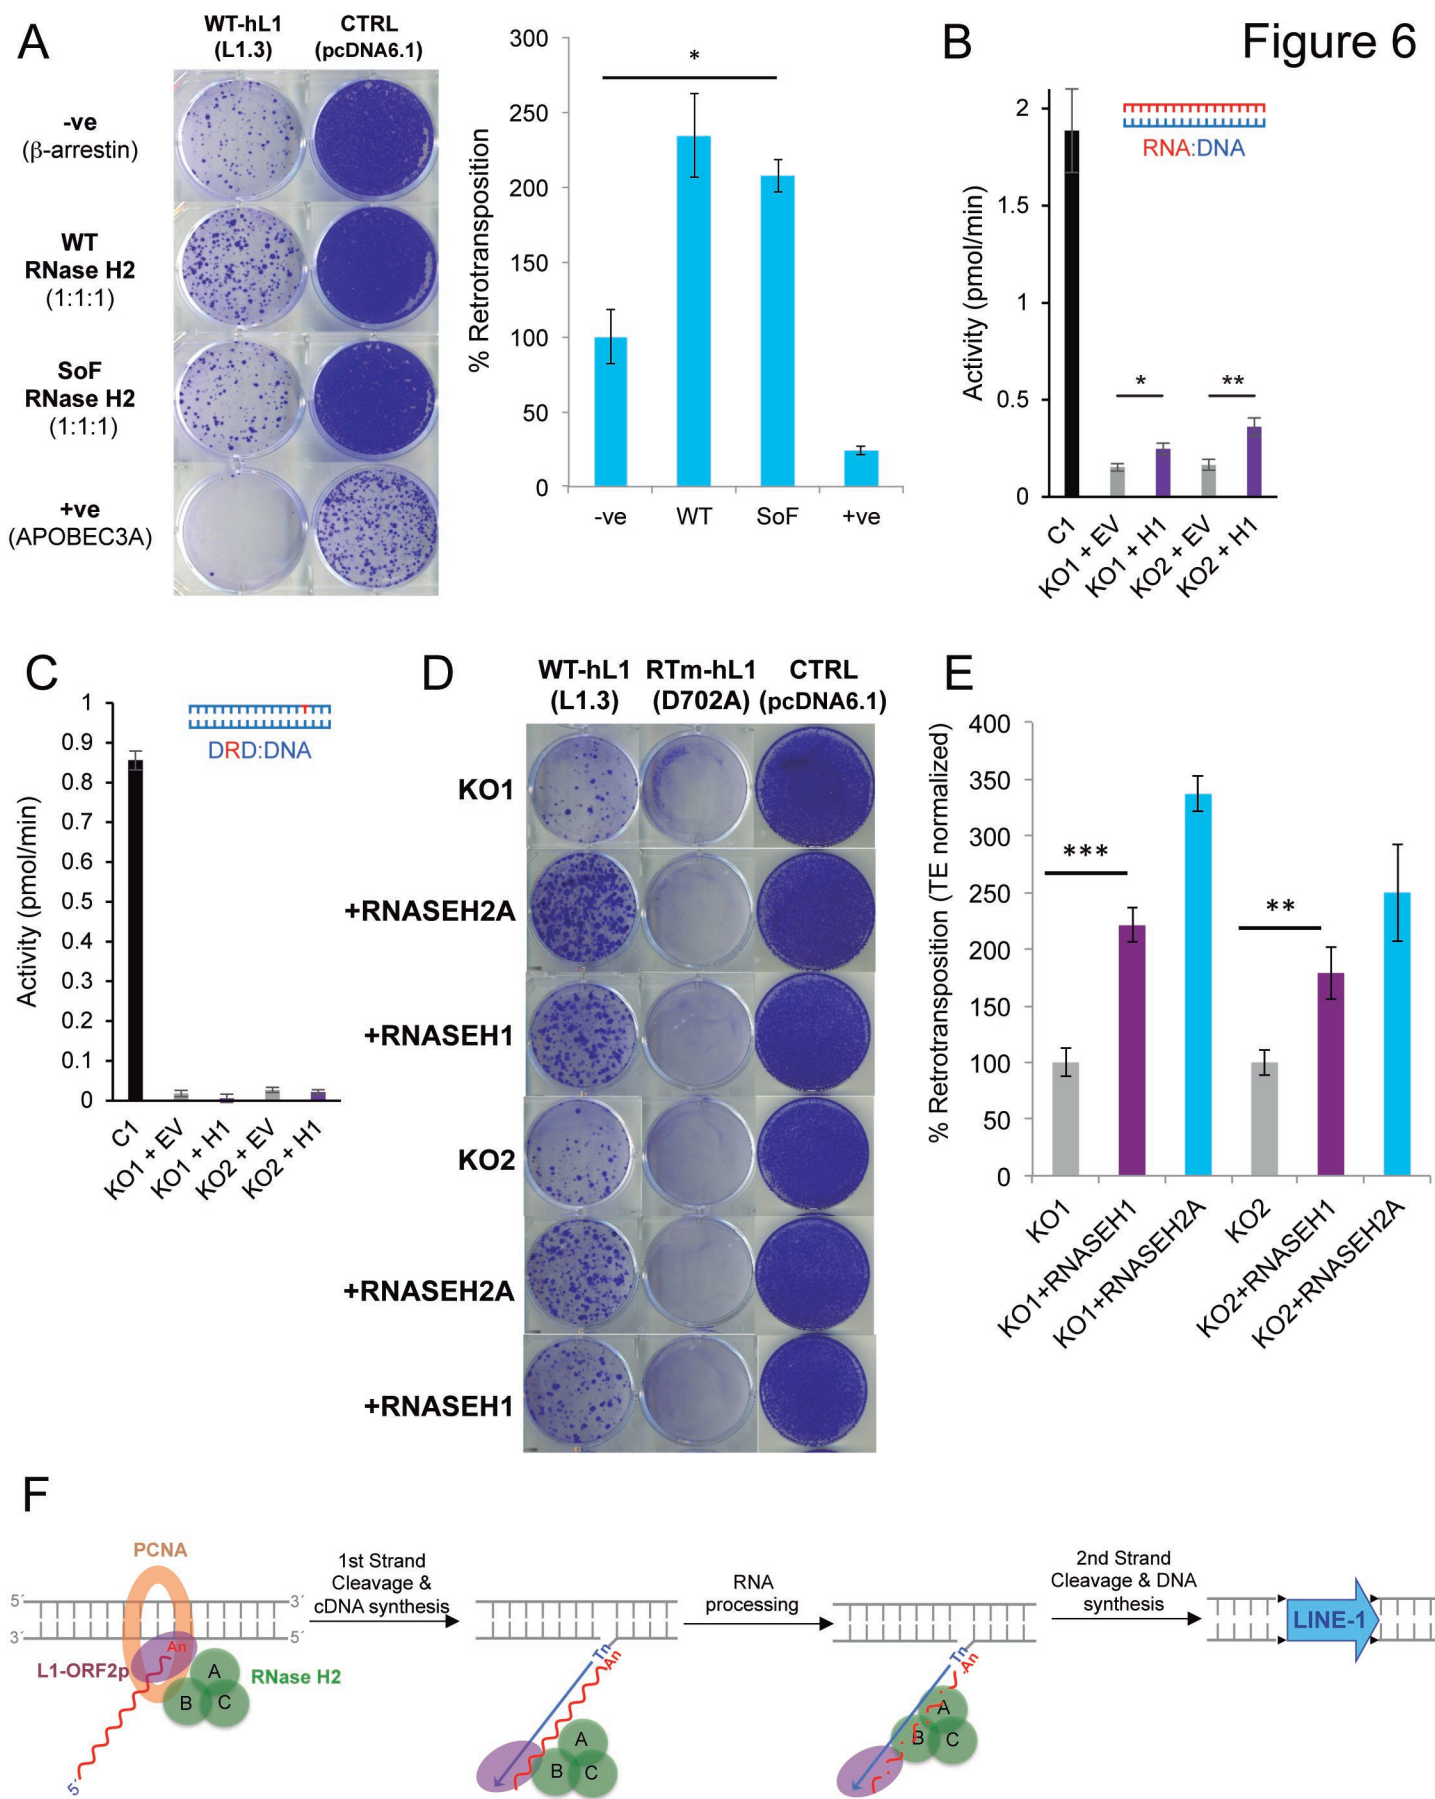 Figure 6
A
WT-hL1
(L1.3)
CTRL
(pcDNA6.1)
-ve
(β-arrestin)
WT
RNase H2
(1:1:1)
SoF
RNase H2
(1:1:1)
+ve
(APOBEC3A)
% Retrotransposition
300
250
200
150
100
50
0
*
-ve
WT
SoF
+ve
B
Activity (pmol/min)
2
1.5
1
0.5
0
RNA:DNA
*
**
C1
KO1 + EV
KO1 + H1
KO2 + EV
KO2 + H1
C
Activity (pmol/min)
1
0.9
0.8
0.7
0.6
0.5
0.4
0.3
0.2
0.1
0
DRD:DNA
C1
KO1 + EV
KO1 + H1
KO2 + EV
KO2 + H1
D
WT-hL1
(L1.3)
RTm-hL1
(D702A)
CTRL
(pcDNA6.1)
KO1
+RNASEH2A
+RNASEH1
KO2
+RNASEH2A
+RNASEH1
E
% Retrotransposition (TE normalized)
400
350
300
250
200
150
100
50
0
***
**
KO1
KO1+RNASEH1
KO1+RNASEH2A
KO2
KO2+RNASEH1
KO2+RNASEH2A
F
PCNA
5´
3´
3´
5´
An
L1-ORF2p
A
B
C
RNase H2
5´
1st Strand
Cleavage &
cDNA synthesis
Tn
An
A
B
C
RNA
processing
Tn
An
A
B
C
2nd Strand
Cleavage & DNA
synthesis
LINE-1